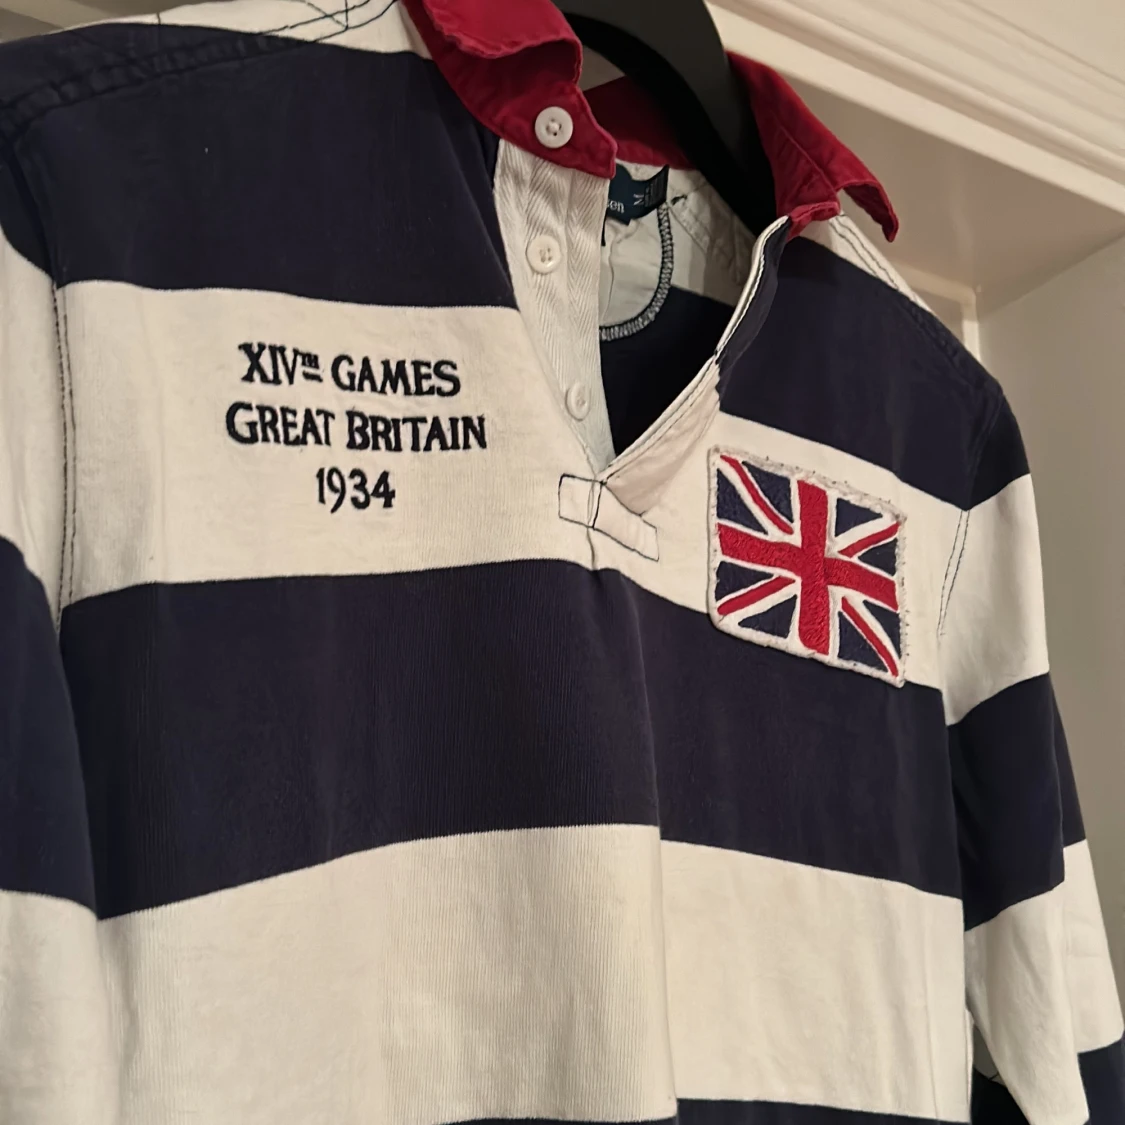 XIVTH GAMES
GREAT BRITAIN
1934
M